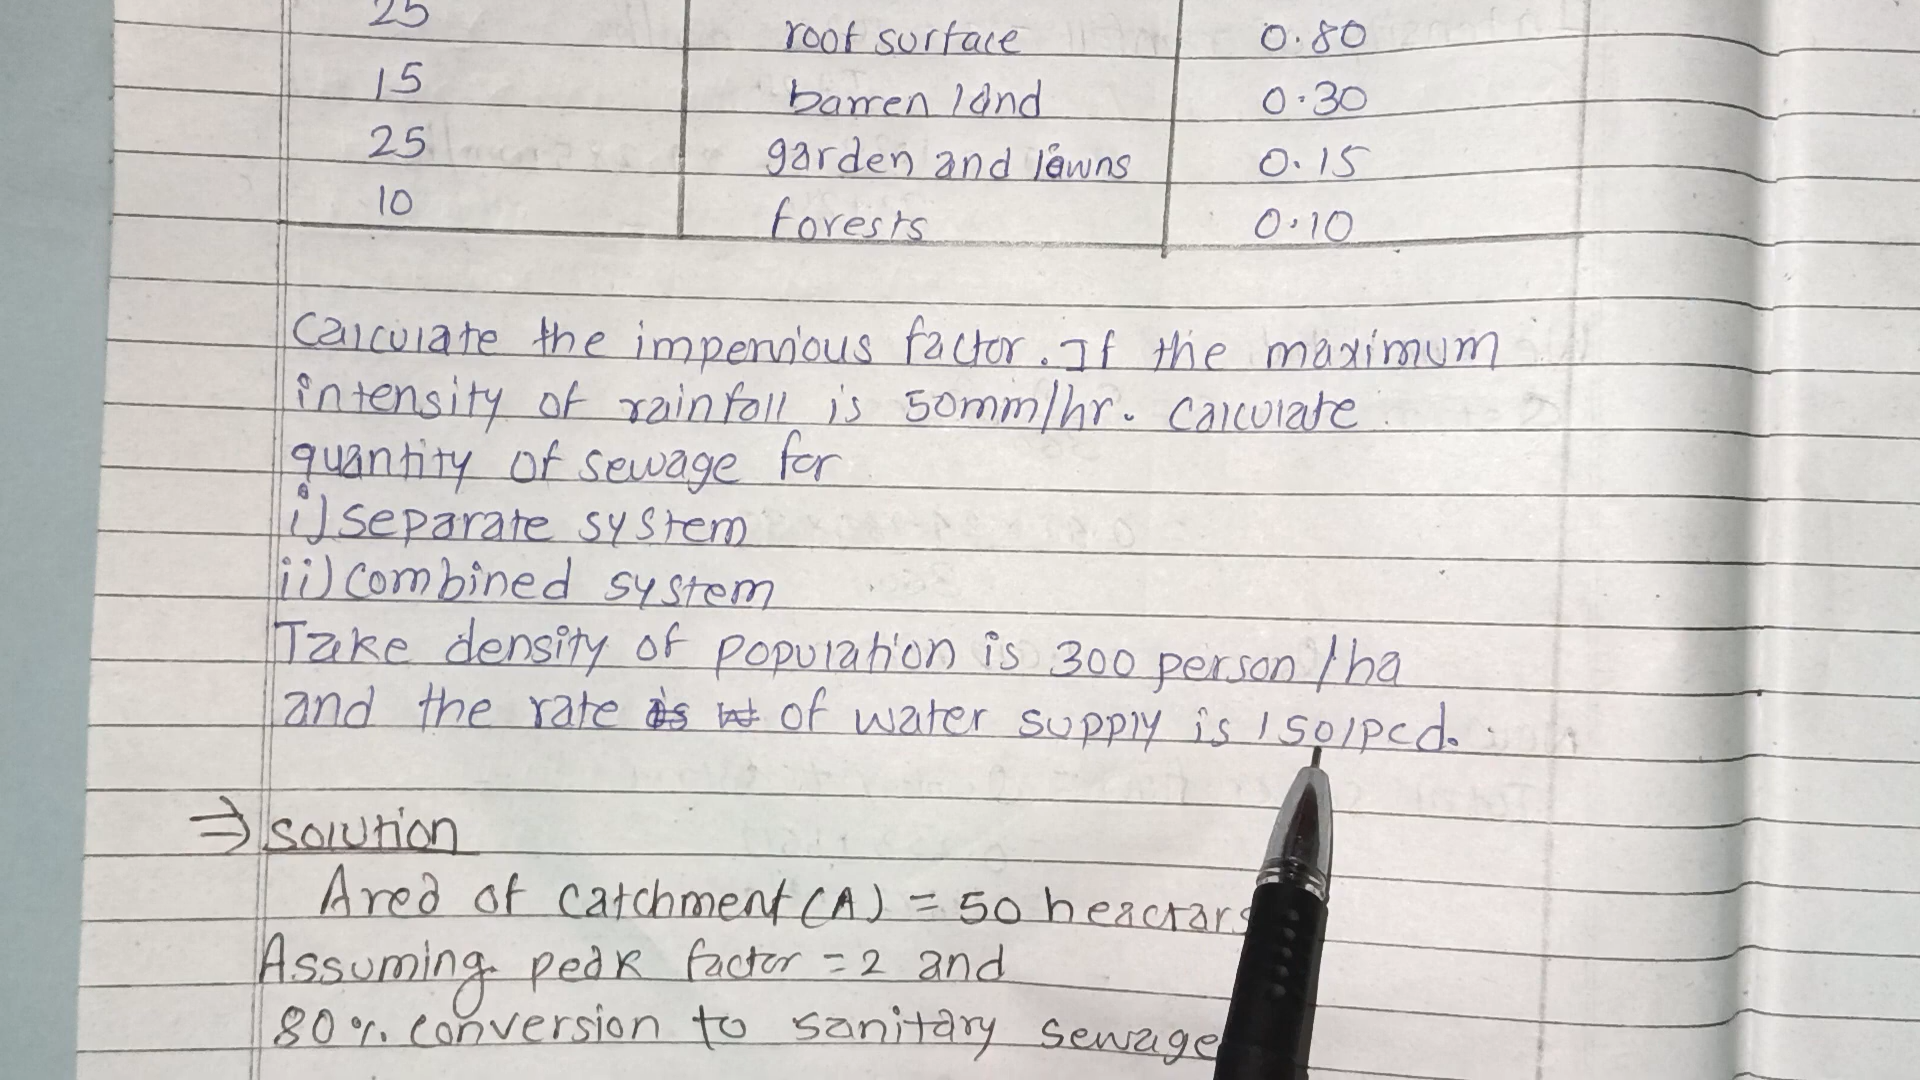 25 roof surface 0.80
15 barren land 0.30
25 garden and lawns 0.15
10 forests 0.10
Calculate the impervious factor. If the maximum
intensity of rainfall is 50mm/hr. Calculate
quantity of sewage for
i) separate system
ii) combined system
Take density of population is 300 person/ha
and the rate is of water supply is 150lpcd.
⇒ solution
Area of catchment (A) = 50 heactars
Assuming peak factor = 2 and
80% conversion to sanitary sewage